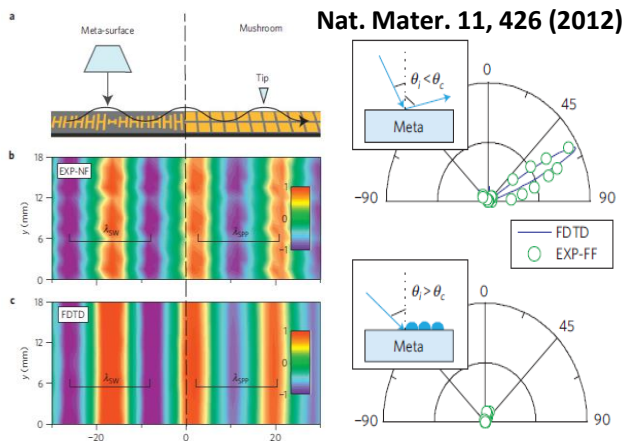 Nat. Mater. 11, 426 (2012)
a
Meta-surface
Mushroom
Tip
b
EXP-NF
y (mm)
18
12
6
0
λSW
λSPP
1
0
−1
c
FDTD
y (mm)
18
12
6
0
λSW
λSPP
1
0
−1
−20
0
20
θi < θc
Meta
0
45
−90
90
FDTD
EXP-FF
θi > θc
Meta
0
45
−90
90